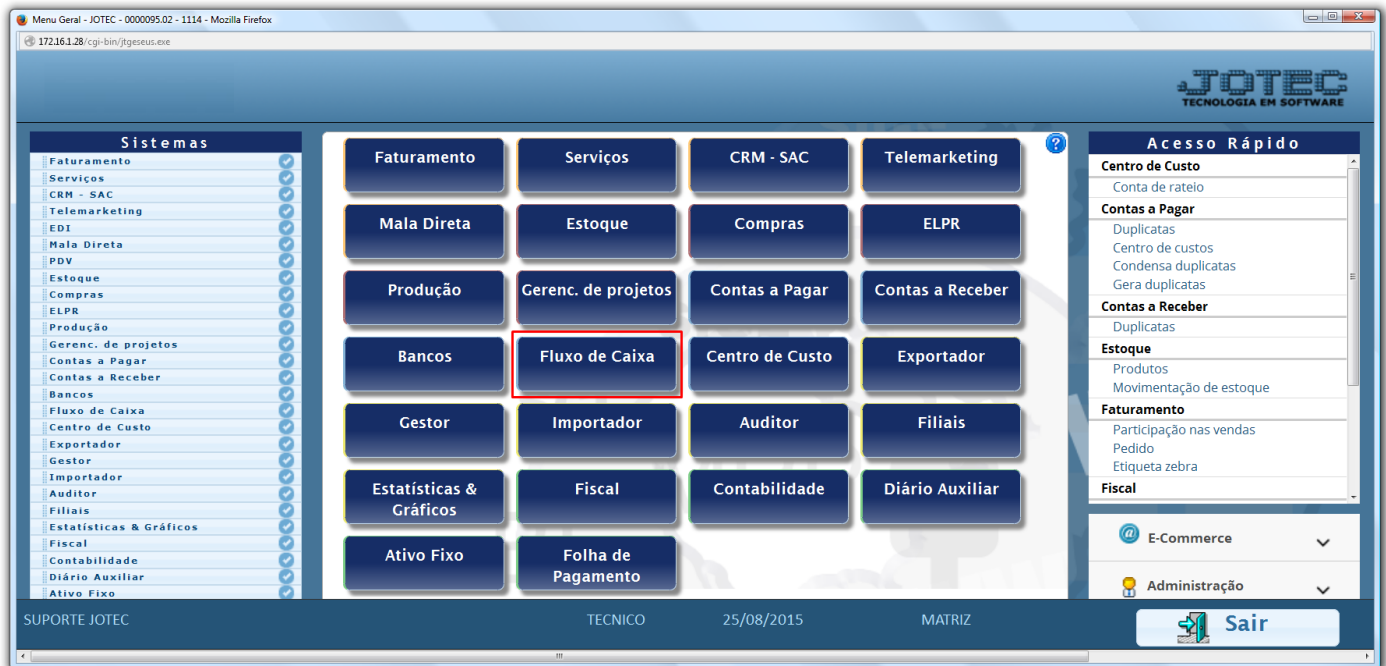 Menu Geral - JOTEC - 0000095.02 - 1114 - Mozilla Firefox
172.16.1.28/cgi-bin/jtgeseus.exe
JOTEC
TECNOLOGIA EM SOFTWARE
Sistemas
Faturamento
Serviços
CRM - SAC
Telemarketing
EDI
Mala Direta
PDV
Estoque
Compras
ELPR
Produção
Gerenc. de projetos
Contas a Pagar
Contas a Receber
Bancos
Fluxo de Caixa
Centro de Custo
Exportador
Gestor
Importador
Auditor
Filiais
Estatísticas & Gráficos
Fiscal
Contabilidade
Diário Auxiliar
Ativo Fixo
Faturamento
Serviços
CRM - SAC
Telemarketing
Mala Direta
Estoque
Compras
ELPR
Produção
Gerenc. de projetos
Contas a Pagar
Contas a Receber
Bancos
Fluxo de Caixa
Centro de Custo
Exportador
Gestor
Importador
Auditor
Filiais
Estatísticas &
Gráficos
Fiscal
Contabilidade
Diário Auxiliar
Ativo Fixo
Folha de
Pagamento
?
Acesso Rápido
Centro de Custo
Conta de rateio
Contas a Pagar
Duplicatas
Centro de custos
Condensa duplicatas
Gera duplicatas
Contas a Receber
Duplicatas
Estoque
Produtos
Movimentação de estoque
Faturamento
Participação nas vendas
Pedido
Etiqueta zebra
Fiscal
@ E-Commerce
Administração
SUPORTE JOTEC
TECNICO
25/08/2015
MATRIZ
Sair